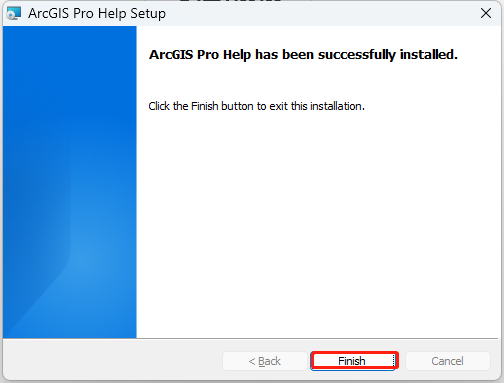 ArcGIS Pro Help Setup
ArcGIS Pro Help has been successfully installed.
Click the Finish button to exit this installation.
< Back
Finish
Cancel